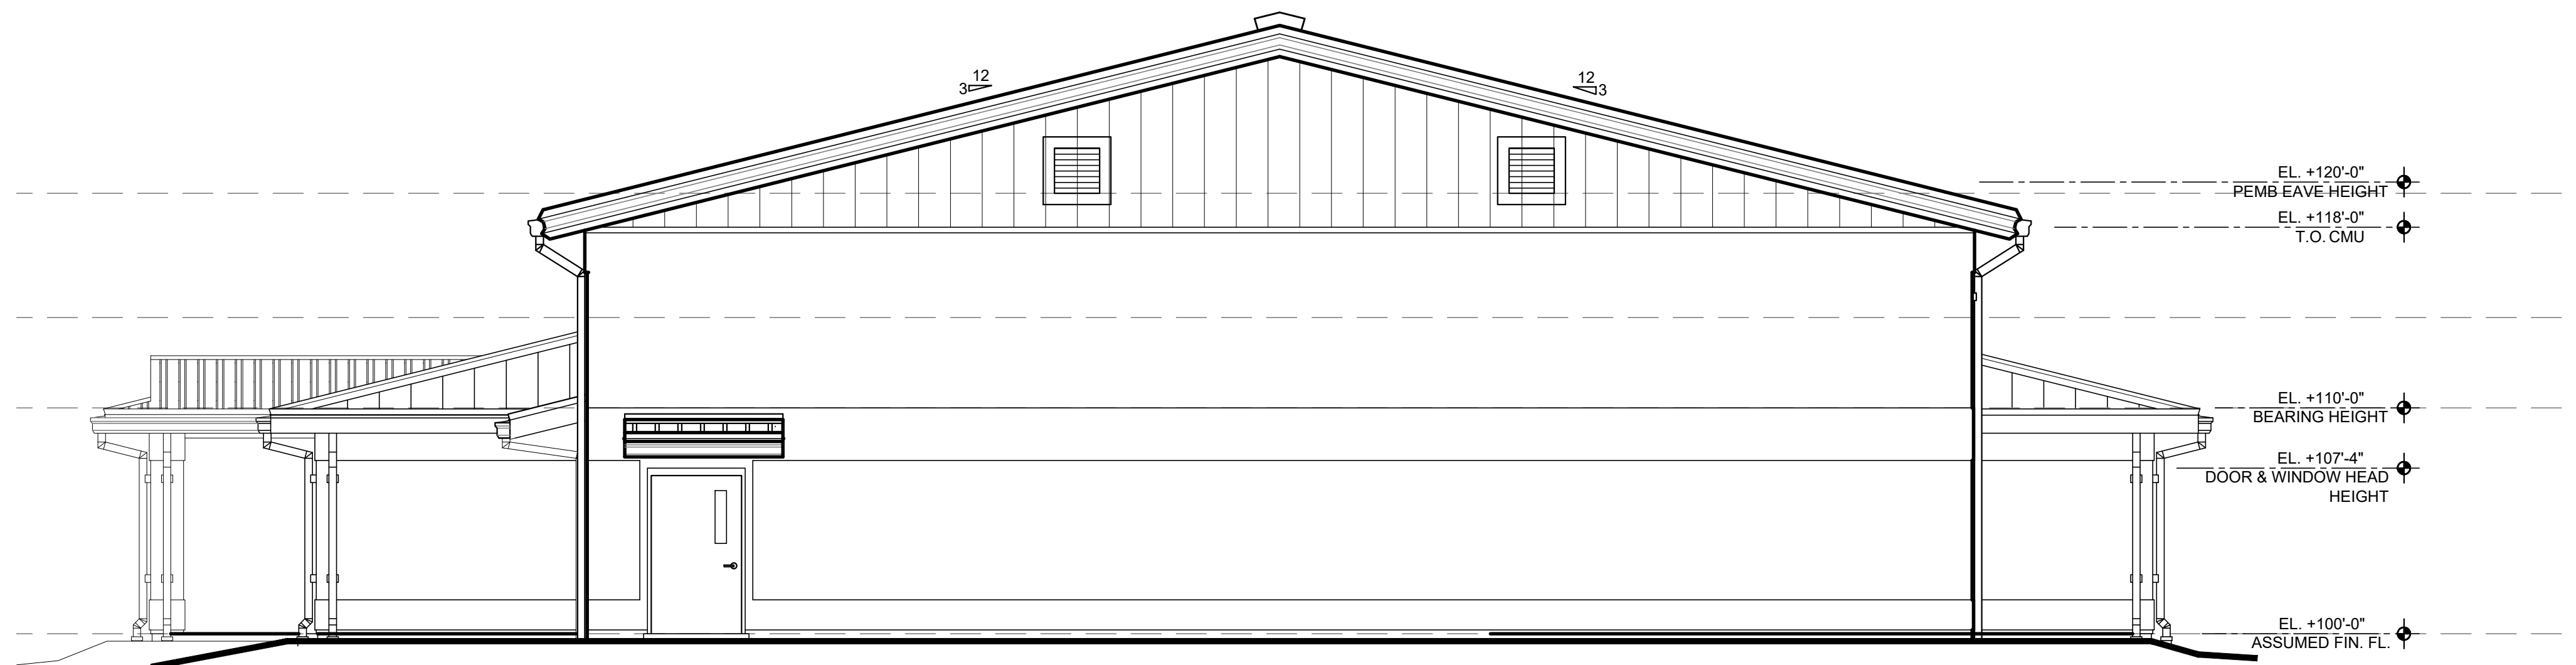 12
3
12
3
EL. +120'-0"
PEMB EAVE HEIGHT
EL. +118'-0"
T.O. CMU
EL. +110'-0"
BEARING HEIGHT
EL. +107'-4"
DOOR & WINDOW HEAD
HEIGHT
EL. +100'-0"
ASSUMED FIN. FL.